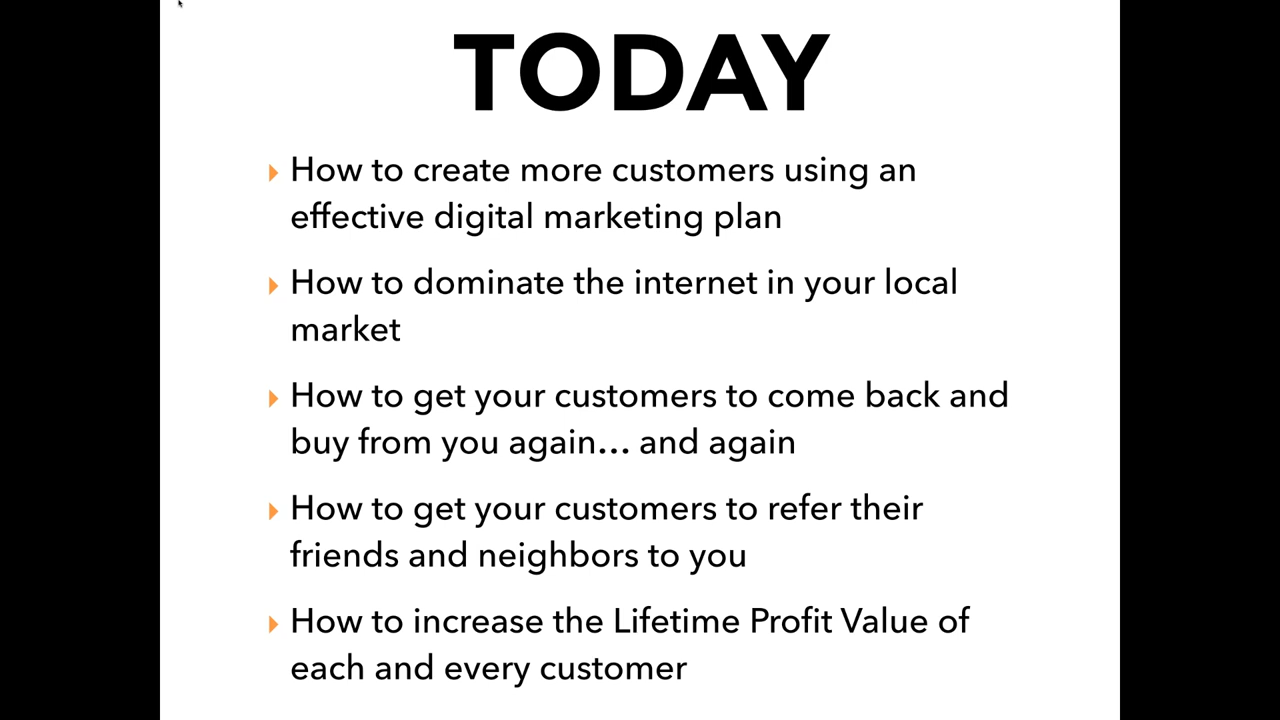 TODAY
How to create more customers using an
effective digital marketing plan
How to dominate the internet in your local
market
How to get your customers to come back and
buy from you again… and again
How to get your customers to refer their
friends and neighbors to you
How to increase the Lifetime Profit Value of
each and every customer